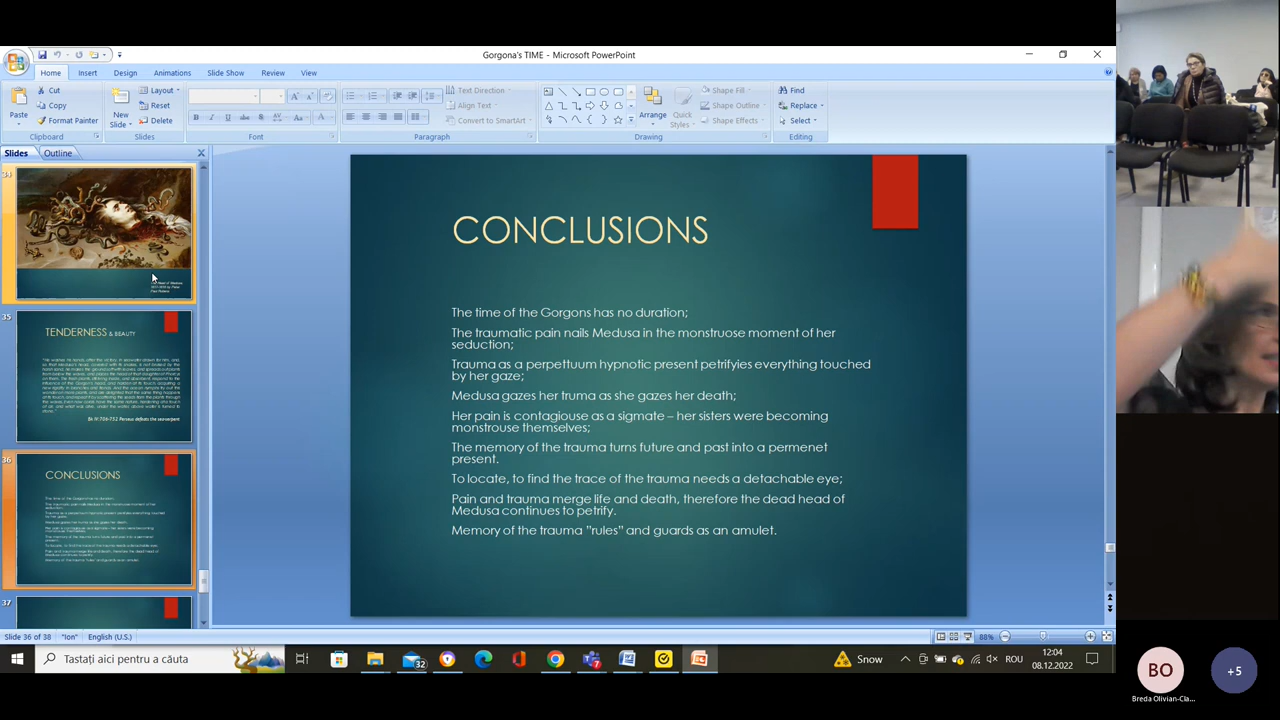 Gorgona's TIME - Microsoft PowerPoint
Home Insert Design Animations Slide Show Review View
Cut
Copy
Format Painter
Paste
Clipboard
New
Slide
Layout
Reset
Delete
Slides
Font
Paragraph
Text Direction
Align Text
Convert to SmartArt
Arrange
Quick
Styles
Shape Fill
Shape Outline
Shape Effects
Drawing
Find
Replace
Select
Editing
Slides Outline
34
35
TENDERNESS & BEAUTY
36
CONCLUSIONS
37
CONCLUSIONS
The time of the Gorgons has no duration;
The traumatic pain nails Medusa in the monstruose moment of her
seduction;
Trauma as a perpettuum hypnotic present petrifyies everything touched
by her gaze;
Medusa gazes her truma as she gazes her death;
Her pain is contagiouse as a sigmate – her sisters were becoming
monstrouse themselves;
The memory of the trauma turns future and past into a permenet
present.
To locate, to find the trace of the trauma needs a detachable eye;
Pain and trauma merge life and death, therefore the dead head of
Medusa continues to petrify.
Memory of the trauma "rules" and guards as an amulet.
Slide 36 of 38 "Ion" English (U.S.) 88%
Tastați aici pentru a căuta
32
Snow
ROU
12:04
08.12.2022
BO
Breda Olivian-Cla...
+5